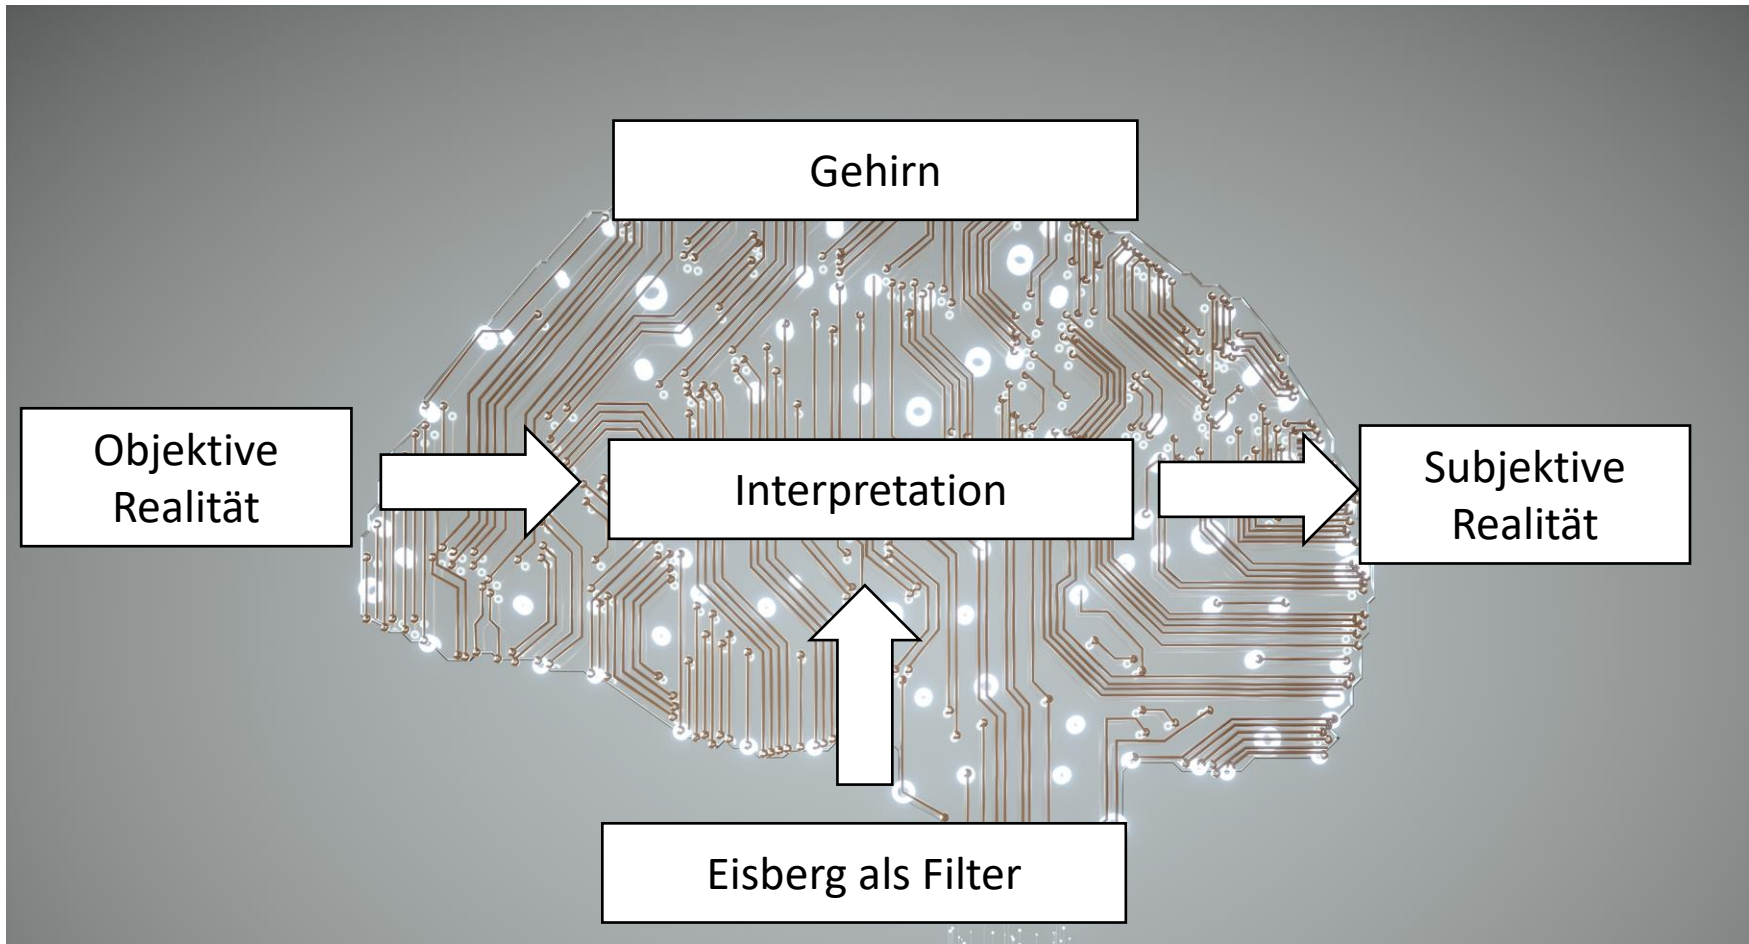 Gehirn
Objektive
Realität
Interpretation
Subjektive
Realität
Eisberg als Filter